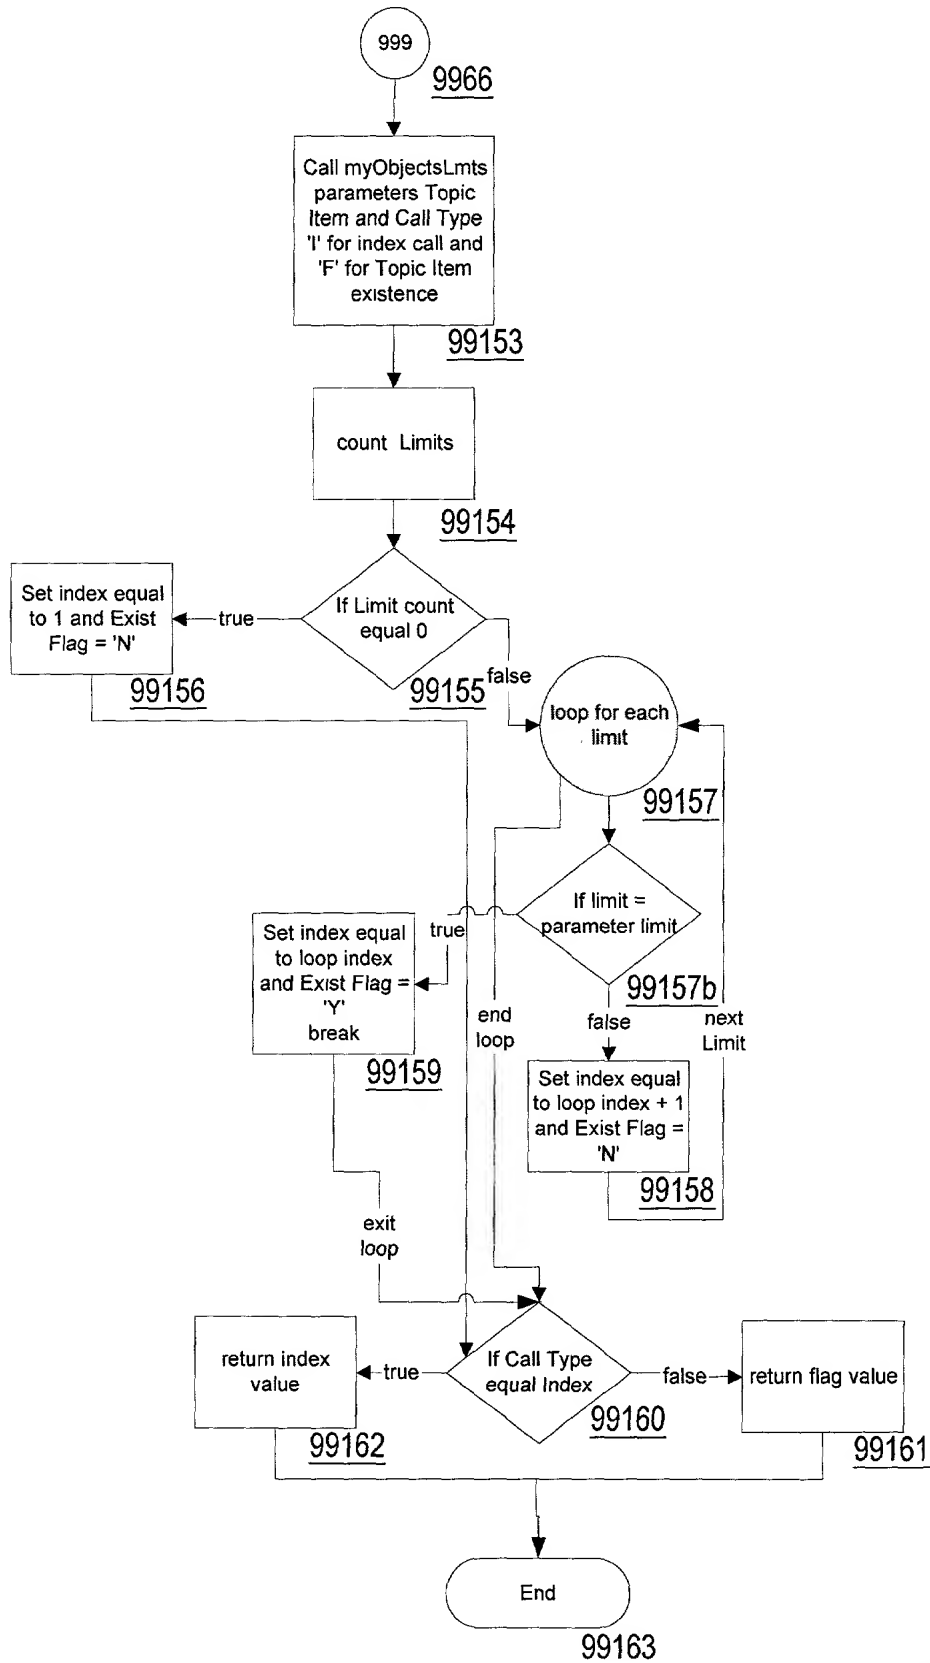 999
9966
Call myObjectsLmts
parameters Topic
Item and Call Type
'I' for index call and
'F' for Topic Item
existence
99153
count Limits
99154
If Limit count
equal 0
99155
true
Set index equal
to 1 and Exist
Flag = 'N'
99156
false
loop for each
limit
99157
If limit =
parameter limit
99157b
true
Set index equal
to loop index
and Exist Flag =
'Y'
break
99159
end
loop
false
next
Limit
Set index equal
to loop index + 1
and Exist Flag =
'N'
99158
exit
loop
If Call Type
equal Index
99160
true
return index
value
99162
false
return flag value
99161
End
99163